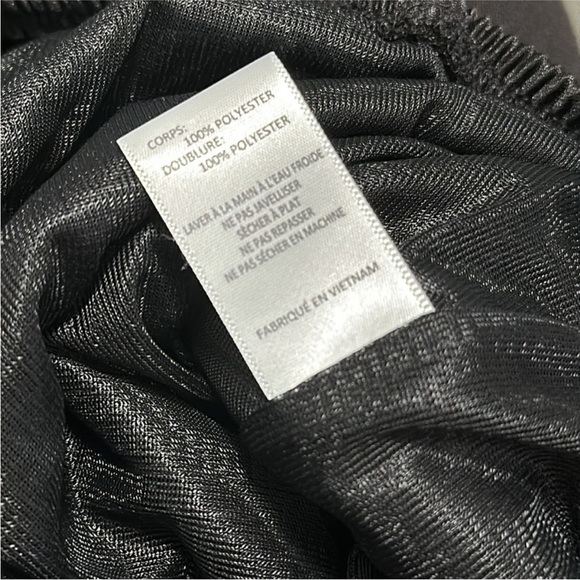 CORPS:
100% POLYESTER
DOUBLURE:
100% POLYESTER
LAVER À LA MAIN À L'EAU FROIDE
NE PAS JAVELLISER
SÉCHER À PLAT
NE PAS REPASSER
NE PAS SÉCHER EN MACHINE
FABRIQUÉ EN VIETNAM